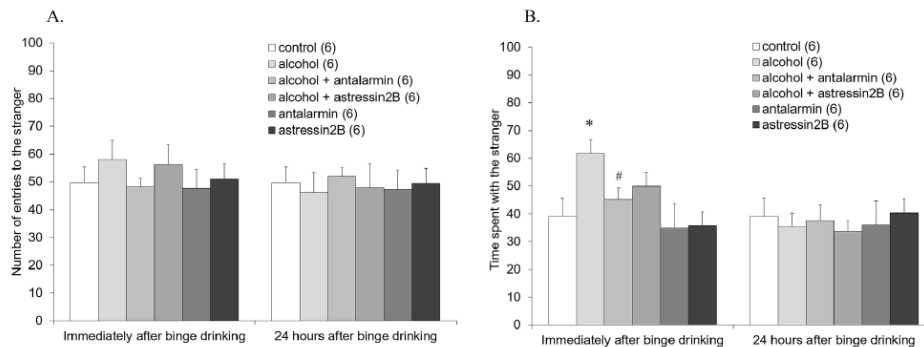 A.
Number of entries to the stranger
100
90
80
70
60
50
40
30
20
10
0
control (6)
alcohol (6)
alcohol + antalarmin (6)
alcohol + astressin2B (6)
antalarmin (6)
astressin2B (6)
Immediately after binge drinking
24 hours after binge drinking
B.
Time spent with the stranger
100
90
80
70
60
50
40
30
20
10
0
control (6)
alcohol (6)
alcohol + antalarmin (6)
alcohol + astressin2B (6)
antalarmin (6)
astressin2B (6)
*
#
Immediately after binge drinking
24 hours after binge drinking